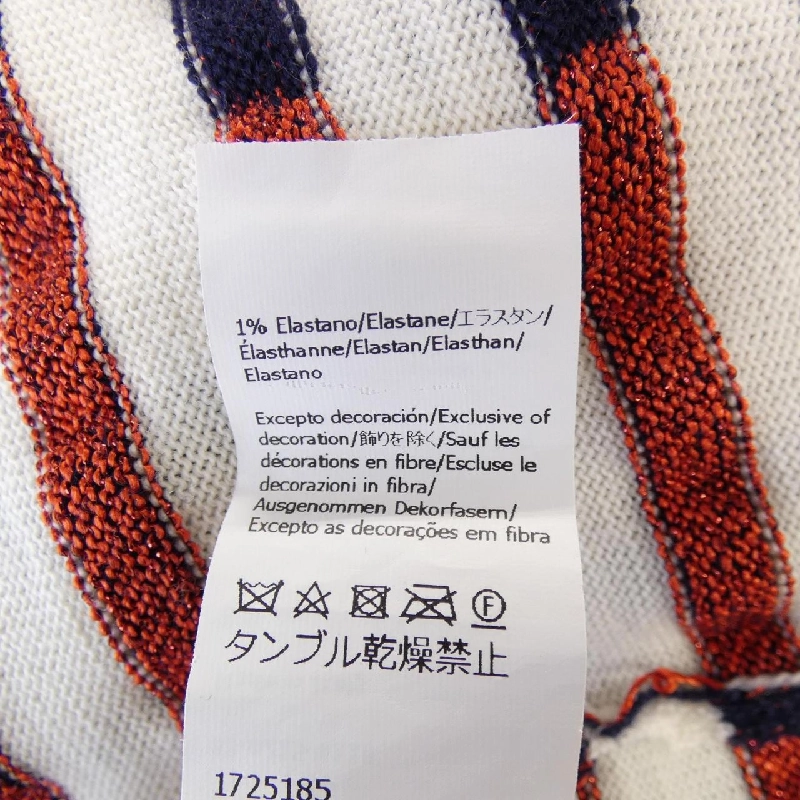 1% Elastano/Elastane/エラスタン/
Élasthanne/Elastan/Elasthan/
Elastano
Excepto decoración/Exclusive of
decoration/飾りを除く/Sauf les
décorations en fibre/Escluse le
decorazioni in fibra/
Ausgenommen Dekorfasern/
Excepto as decorações em fibra
F
タンブル乾燥禁止
1725185